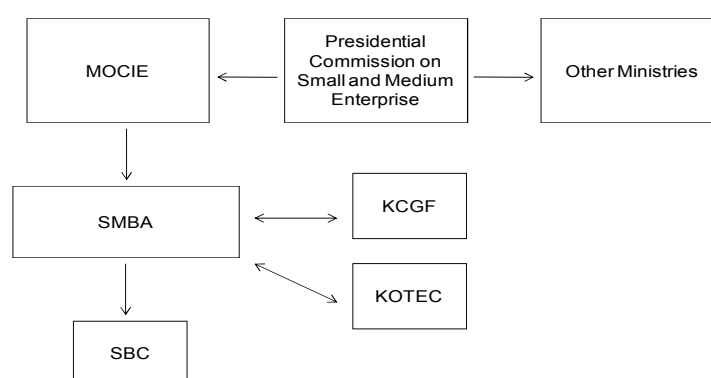 MOCIE
Presidential
Commission on
Small and Medium
Enterprise
Other Ministries
SMBA
KCGF
KOTEC
SBC